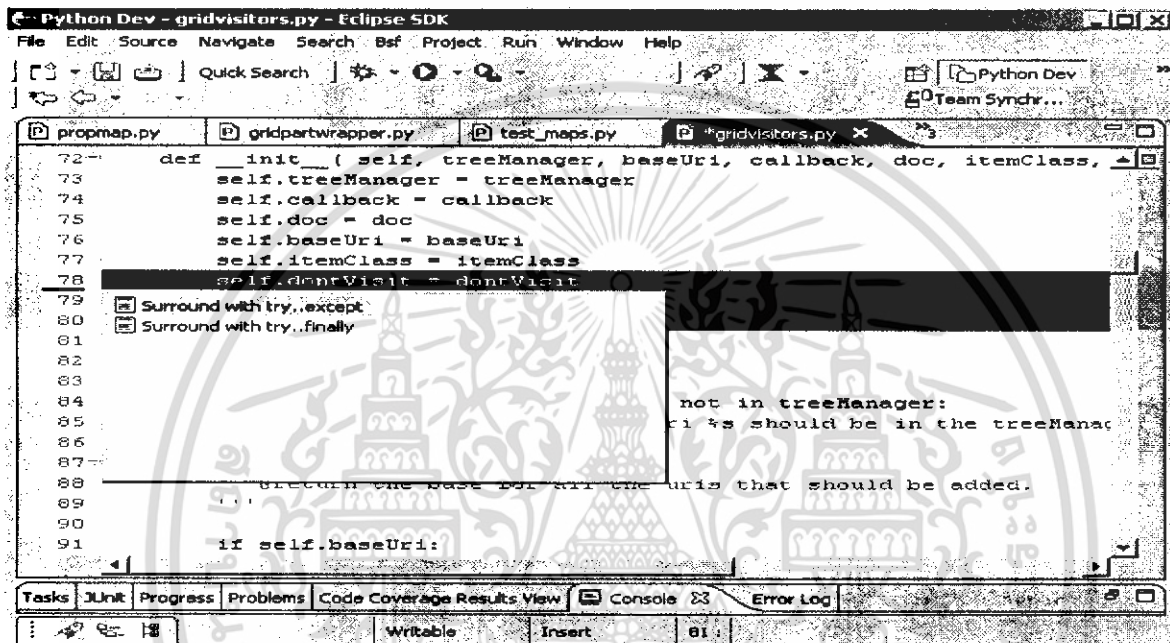 Python Dev - gridvisitors.py - Eclipse SDK
File Edit Source Navigate Search Bsf Project Run Window Help
Quick Search
Python Dev
Team Synchr...
propmap.py gridpartwrapper.py test_maps.py *gridvisitors.py 3
72 def __init__( self, treeManager, baseUri, callback, doc, itemClass,
73 self.treeManager = treeManager
74 self.callback = callback
75 self.doc = doc
76 self.baseUri = baseUri
77 self.itemClass = itemClass
78 self.dontVisit = dontVisit
79 Surround with try..except
80 Surround with try..finally
81
82
83
84 not in treeManager:
85 ri %s should be in the treeManag
86
87
88 @return the base for all the uris that should be added.
89 '''
90
91 if self.baseUri:
Tasks JUnit Progress Problems Code Coverage Results View Console Error Log
Writable Insert 81 :